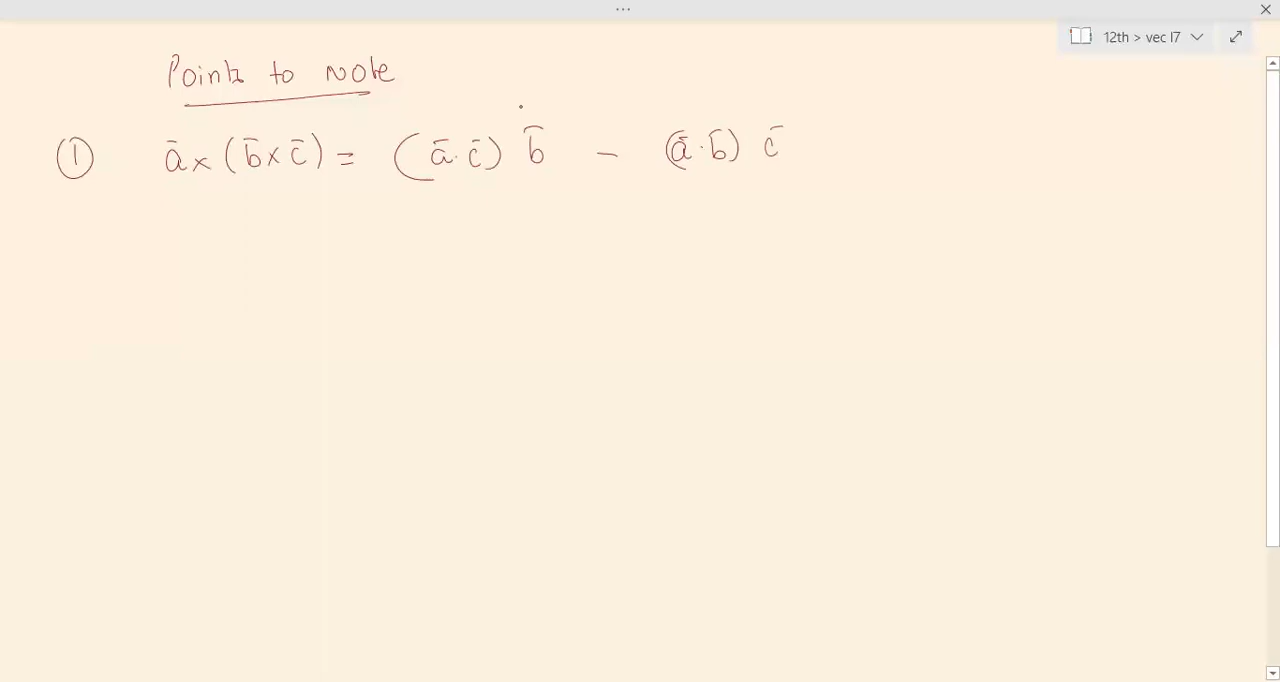 ...
12th > vec l7
Points to Note
① a̅ × (b̅ × c̅) = (a̅ · c̅) b̅ − (a̅ · b̅) c̅